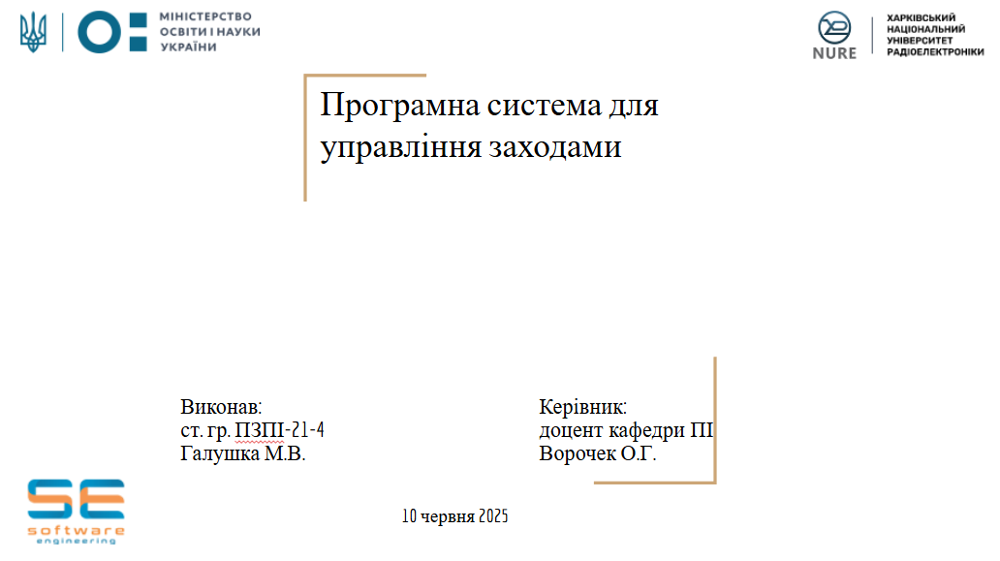 МІНІСТЕРСТВО
ОСВІТИ І НАУКИ
УКРАЇНИ
NURE
ХАРКІВСЬКИЙ
НАЦІОНАЛЬНИЙ
УНІВЕРСИТЕТ
РАДІОЕЛЕКТРОНІКИ
Програмна система для
управління заходами
Виконав:
ст. гр. ПЗПІ-21-4
Галушка М.В.
Керівник:
доцент кафедри ПІ
Ворочек О.Г.
SE
software
engineering
10 червня 2025